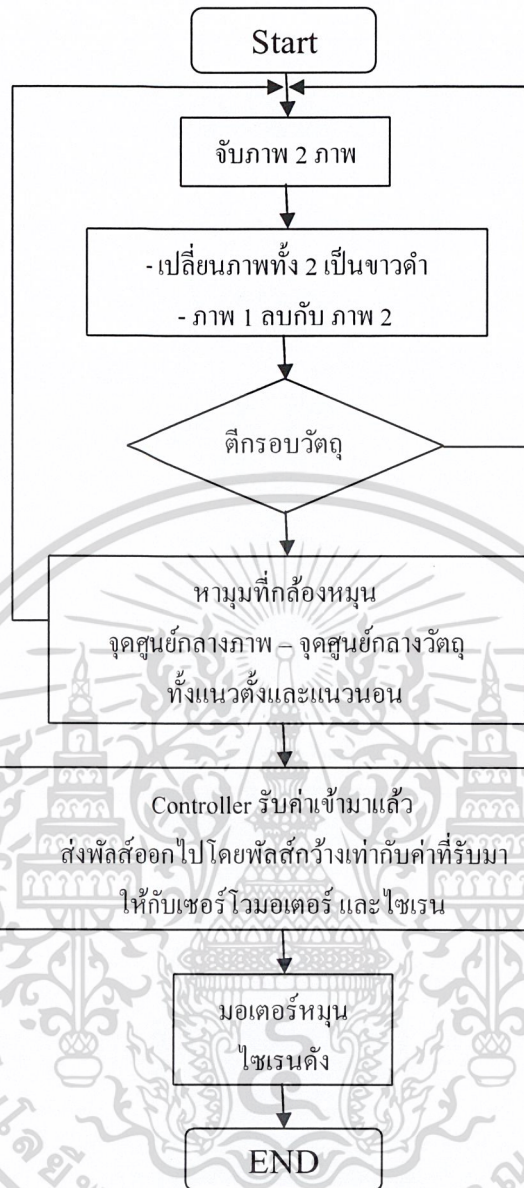 Start
จับภาพ 2 ภาพ
- เปลี่ยนภาพทั้ง 2 เป็นขาวดำ
- ภาพ 1 ลบกับ ภาพ 2
ตีกรอบวัตถุ
หามุมที่กล้องหมุน
จุดศูนย์กลางภาพ – จุดศูนย์กลางวัตถุ
ทั้งแนวตั้งและแนวนอน
Controller รับค่าเข้ามาแล้ว
ส่งพัลส์ออกไปโดยพัลส์กว้างเท่ากับค่าที่รับมา
ให้กับเซอร์โวมอเตอร์ และไซเรน
มอเตอร์หมุน
ไซเรนดัง
END